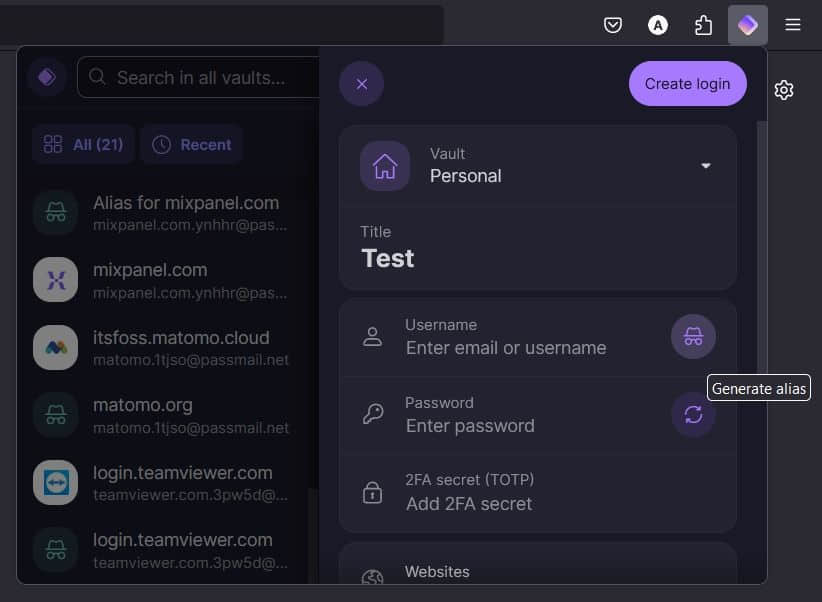 A
Search in all vaults...
Create login
All (21)
Recent
Vault
Personal
Title
Test
Alias for mixpanel.com
mixpanel.com.ynhhr@pass...
mixpanel.com
mixpanel.com.ynhhr@pas...
itsfoss.matomo.cloud
matomo.1tjso@passmail.net
matomo.org
matomo.1tjso@passmail.net
login.teamviewer.com
teamviewer.com.3pw5d@...
login.teamviewer.com
teamviewer.com.3pw5d@...
Username
Enter email or username
Generate alias
Password
Enter password
2FA secret (TOTP)
Add 2FA secret
Websites